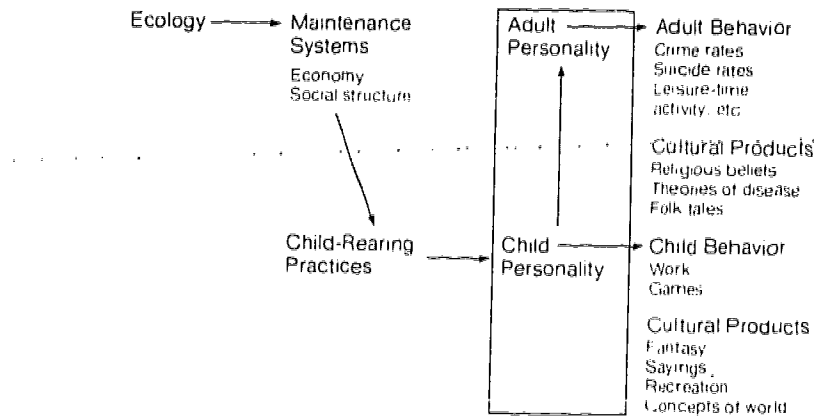 Ecology
Maintenance
Systems
Economy
Social structure
Child-Rearing
Practices
Adult
Personality
Child
Personality
Adult Behavior
Crime rates
Suicide rates
Leisure-time
activity, etc
Cultural Products
Religious beliefs
Theories of disease
Folk tales
Child Behavior
Work
Games
Cultural Products
Fantasy
Sayings
Recreation
Concepts of world